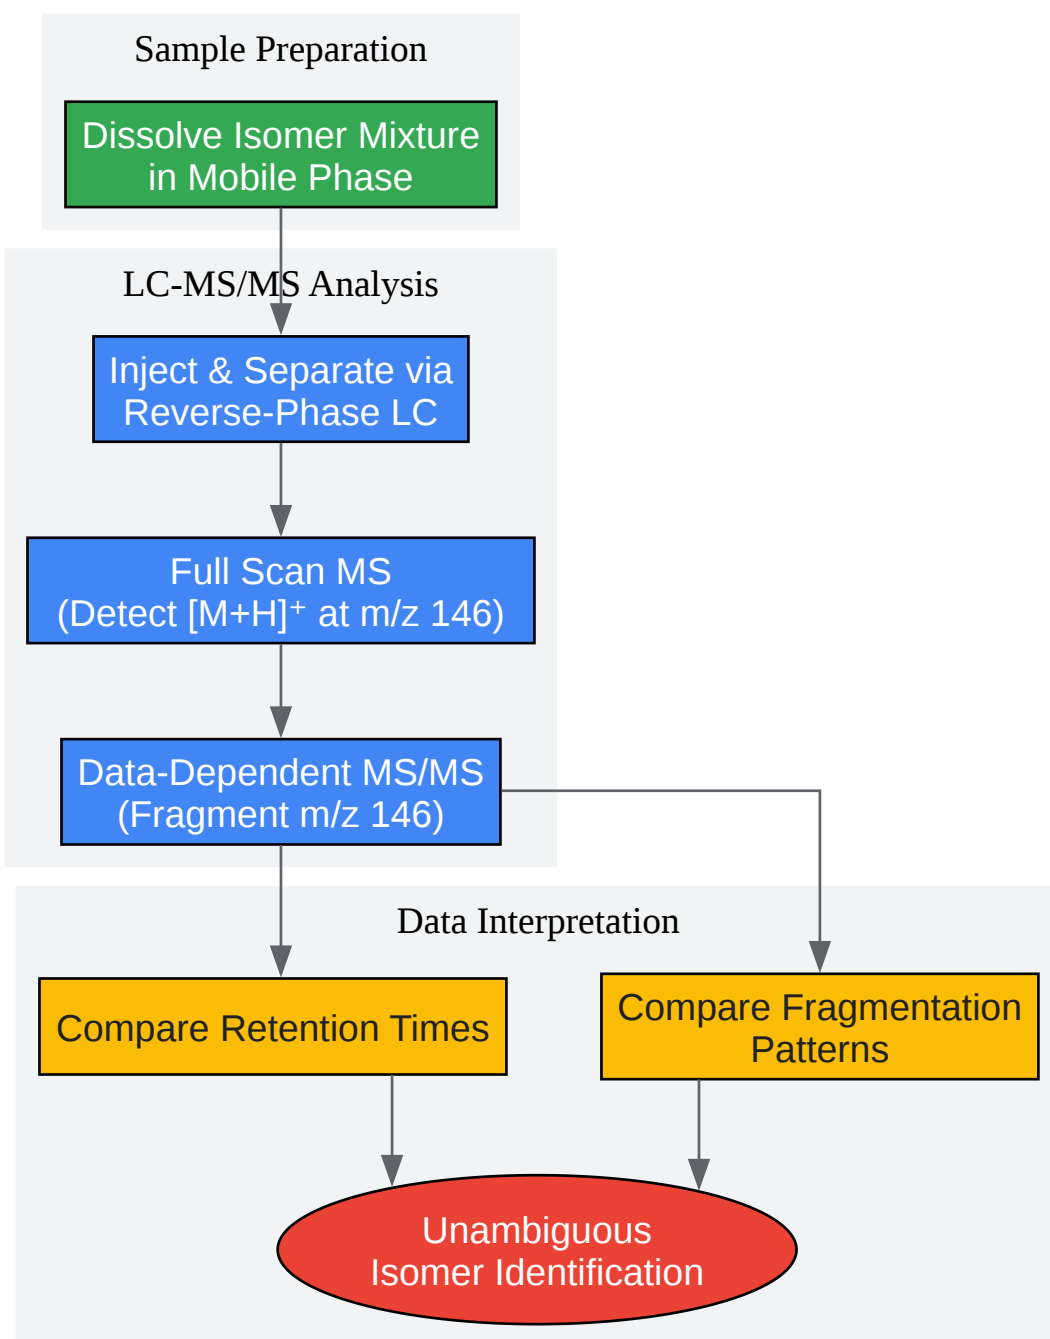 Sample Preparation
Dissolve Isomer Mixture
in Mobile Phase
LC-MS/MS Analysis
Inject & Separate via
Reverse-Phase LC
Full Scan MS
(Detect [M+H]⁺ at m/z 146)
Data-Dependent MS/MS
(Fragment m/z 146)
Data Interpretation
Compare Retention Times
Compare Fragmentation
Patterns
Unambiguous
Isomer Identification